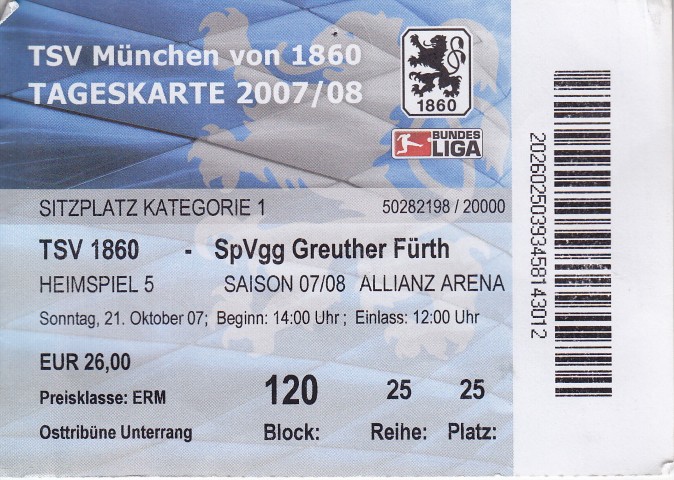 TSV München von 1860
TAGESKARTE 2007/08
1860
BUNDES
LIGA
SITZPLATZ KATEGORIE 1 50282198 / 20000
TSV 1860 - SpVgg Greuther Fürth
HEIMSPIEL 5 SAISON 07/08 ALLIANZ ARENA
Sonntag, 21. Oktober 07; Beginn: 14:00 Uhr; Einlass: 12:00 Uhr
EUR 26,00
Preisklasse: ERM 120 25 25
Osttribüne Unterrang Block: Reihe: Platz:
20260250393458143012